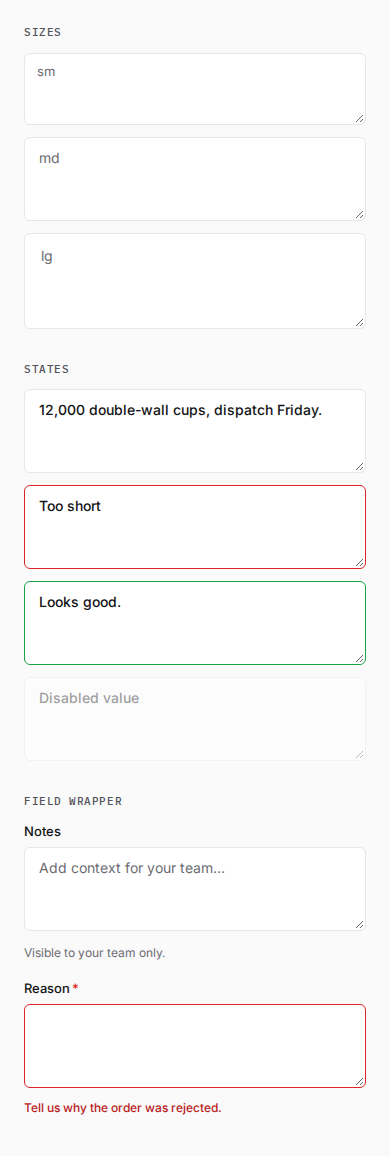 SIZES
sm
md
lg
STATES
12,000 double-wall cups, dispatch Friday.
Too short
Looks good.
Disabled value
FIELD WRAPPER
Notes
Add context for your team...
Visible to your team only.
Reason *
Tell us why the order was rejected.